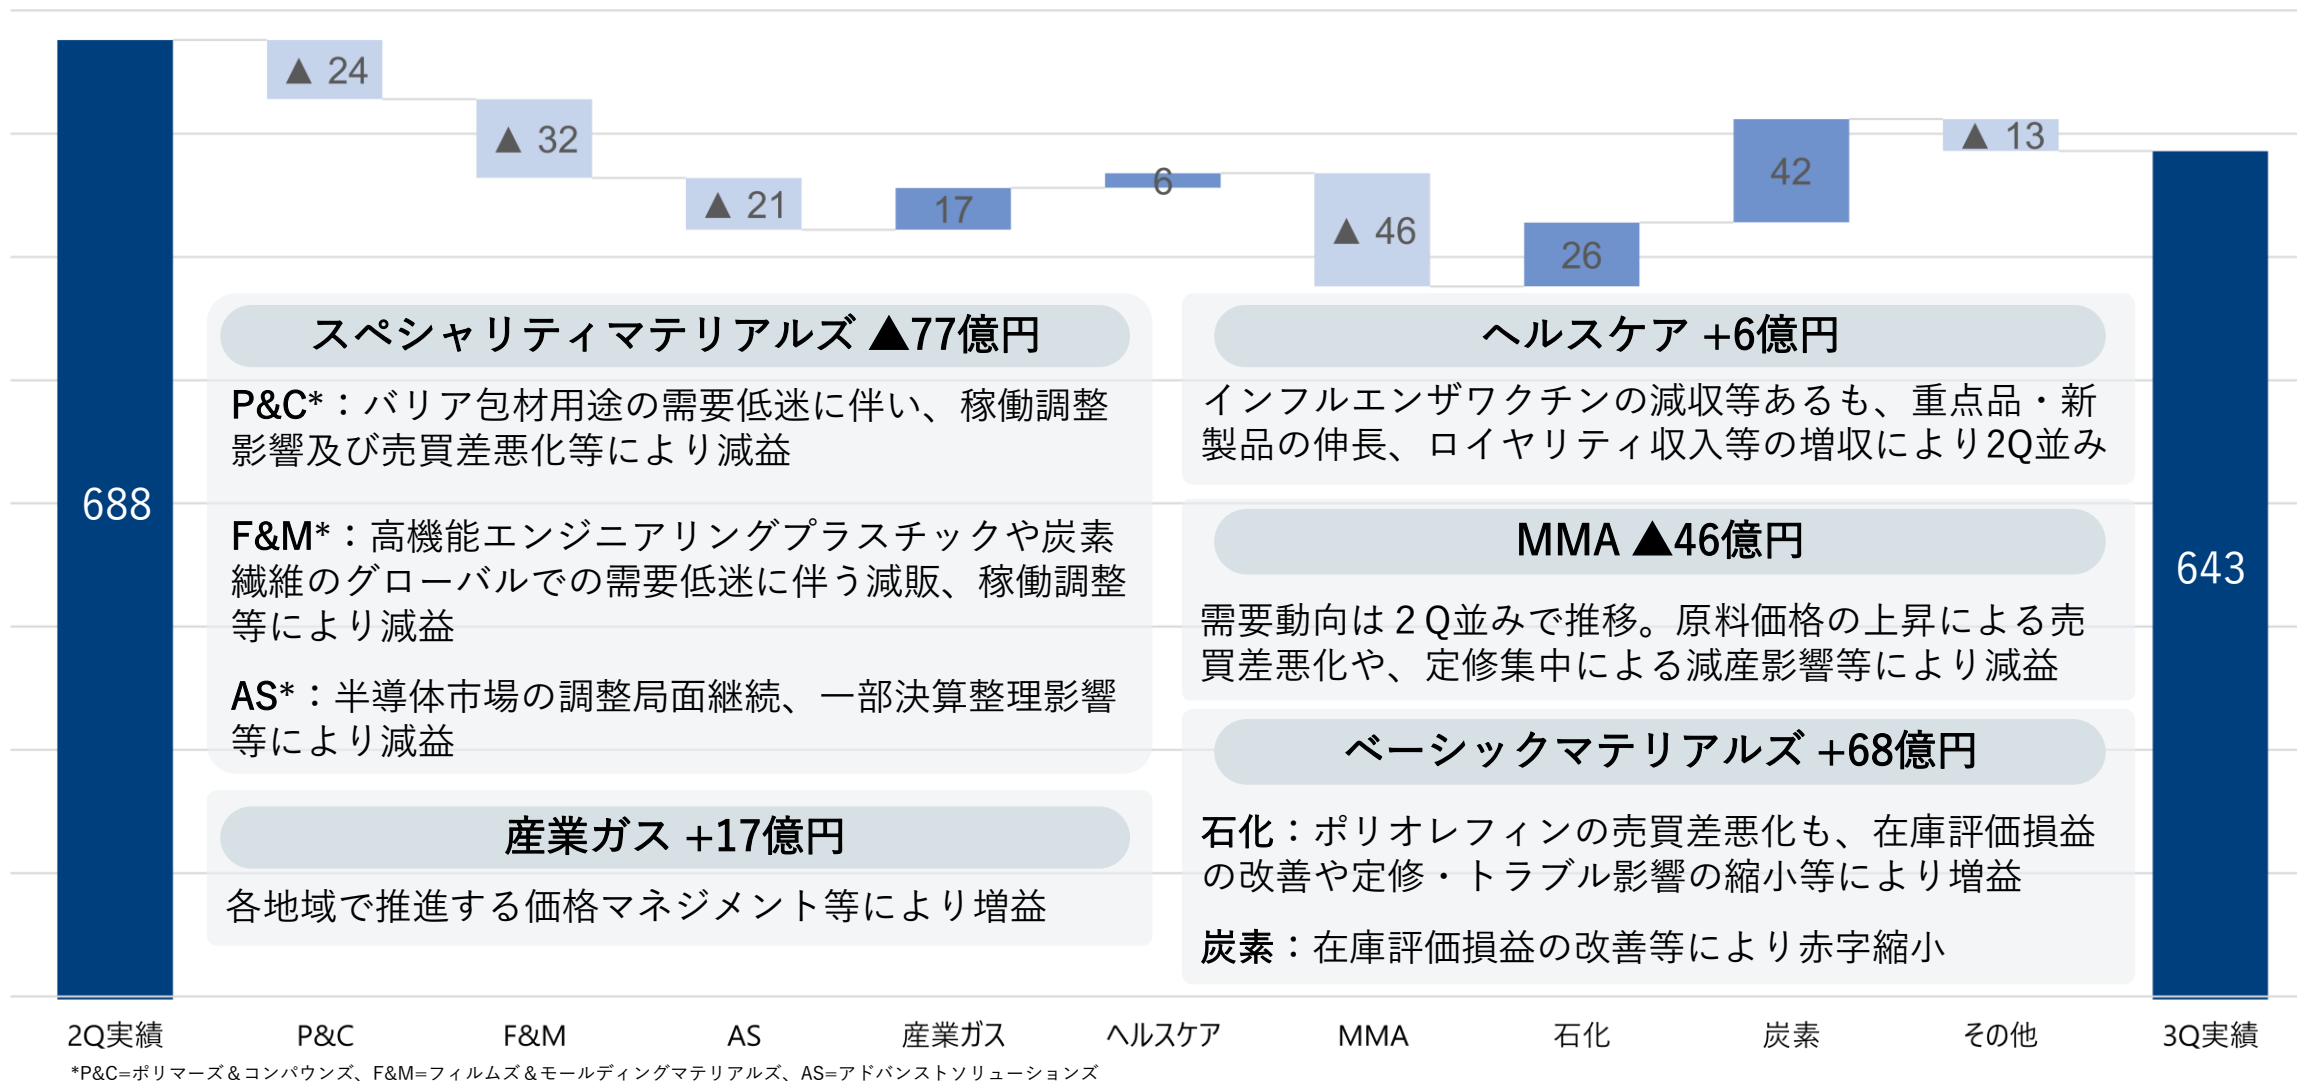 ▲ 24
▲ 32
▲ 21
17
6
▲ 46
26
42
▲ 13
688
643
スペシャリティマテリアルズ ▲77億円
P&C*：バリア包材用途の需要低迷に伴い、稼働調整
影響及び売買差悪化等により減益
F&M*：高機能エンジニアリングプラスチックや炭素
繊維のグローバルでの需要低迷に伴う減販、稼働調整
等により減益
AS*：半導体市場の調整局面継続、一部決算整理影響
等により減益
産業ガス +17億円
各地域で推進する価格マネジメント等により増益
ヘルスケア +6億円
インフルエンザワクチンの減収等あるも、重点品・新
製品の伸長、ロイヤリティ収入等の増収により2Q並み
MMA ▲46億円
需要動向は２Q並みで推移。原料価格の上昇による売
買差悪化や、定修集中による減産影響等により減益
ベーシックマテリアルズ +68億円
石化：ポリオレフィンの売買差悪化も、在庫評価損益
の改善や定修・トラブル影響の縮小等により増益
炭素：在庫評価損益の改善等により赤字縮小
2Q実績
P&C
F&M
AS
産業ガス
ヘルスケア
MMA
石化
炭素
その他
3Q実績
*P&C=ポリマーズ＆コンパウンズ、F&M=フィルムズ＆モールディングマテリアルズ、AS=アドバンストソリューションズ